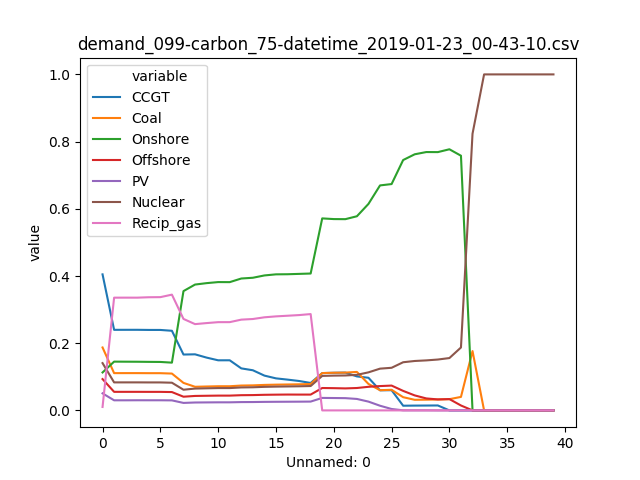 demand_099-carbon_75-datetime_2019-01-23_00-43-10.csv
value
1.0
0.8
0.6
0.4
0.2
0.0
variable
CCGT
Coal
Onshore
Offshore
PV
Nuclear
Recip_gas
0 5 10 15 20 25 30 35 40
Unnamed: 0